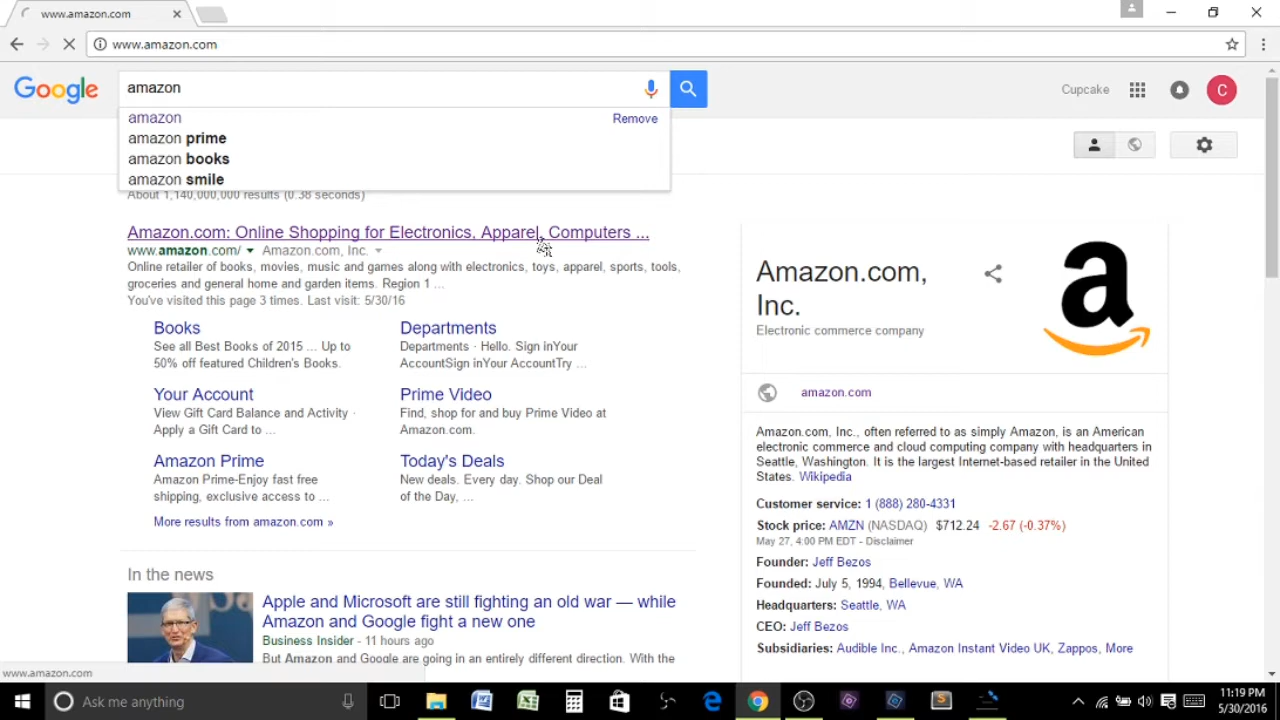 www.amazon.com
www.amazon.com
Google
amazon
Cupcake
C
amazon
Remove
amazon prime
amazon books
amazon smile
About 1,140,000,000 results (0.38 seconds)
Amazon.com: Online Shopping for Electronics, Apparel, Computers ...
www.amazon.com/ Amazon.com, Inc.
Online retailer of books, movies, music and games along with electronics, toys, apparel, sports, tools,
groceries and general home and garden items. Region 1 ...
You've visited this page 3 times. Last visit: 5/30/16
Books
See all Best Books of 2015 ... Up to
50% off featured Children's Books.
Departments
Departments · Hello. Sign inYour
AccountSign inYour AccountTry ...
Your Account
View Gift Card Balance and Activity ·
Apply a Gift Card to ...
Prime Video
Find, shop for and buy Prime Video at
Amazon.com.
Amazon Prime
Amazon Prime-Enjoy fast free
shipping, exclusive access to ...
Today's Deals
New deals. Every day. Shop our Deal
of the Day, ...
More results from amazon.com »
In the news
Apple and Microsoft are still fighting an old war — while
Amazon and Google fight a new one
Business Insider - 11 hours ago
But Amazon and Google are going in an entirely different direction. With the
Amazon.com,
Inc.
Electronic commerce company
a
amazon.com
Amazon.com, Inc., often referred to as simply Amazon, is an American
electronic commerce and cloud computing company with headquarters in
Seattle, Washington. It is the largest Internet-based retailer in the United
States. Wikipedia
Customer service: 1 (888) 280-4331
Stock price: AMZN (NASDAQ) $712.24 -2.67 (-0.37%)
May 27, 4:00 PM EDT - Disclaimer
Founder: Jeff Bezos
Founded: July 5, 1994, Bellevue, WA
Headquarters: Seattle, WA
CEO: Jeff Bezos
Subsidiaries: Audible Inc., Amazon Instant Video UK, Zappos, More
www.amazon.com
Ask me anything
11:19 PM
5/30/2016